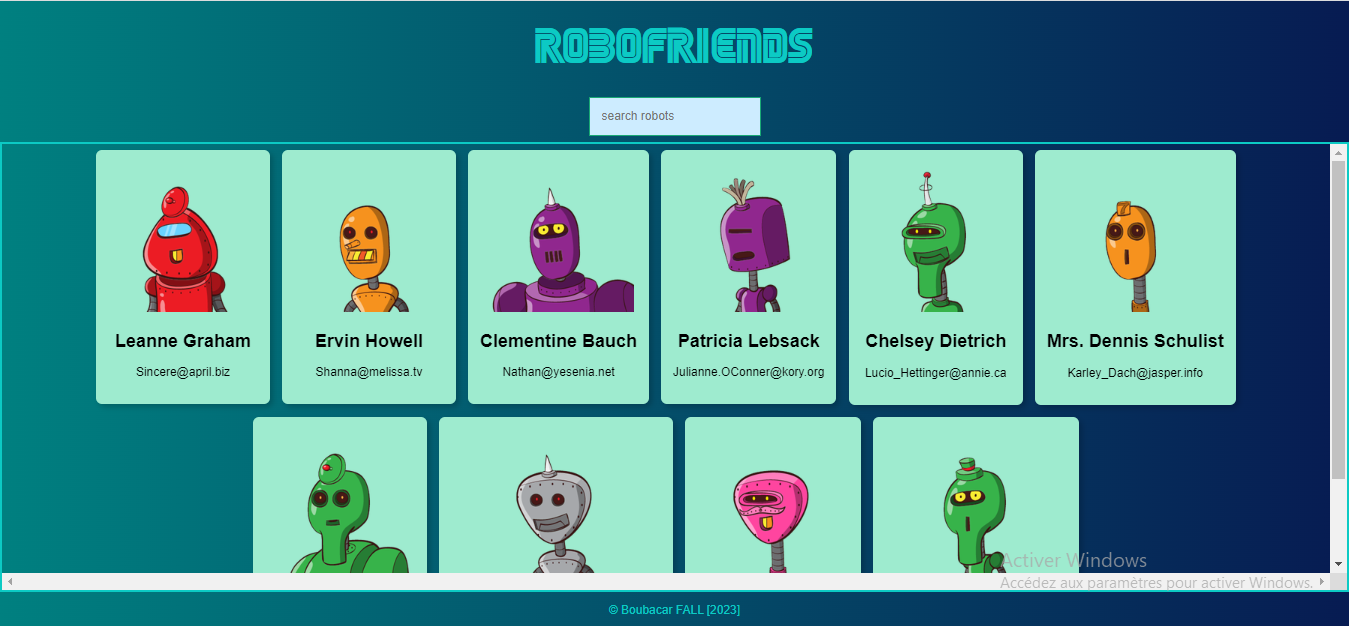 ROBOFRIENDS
search robots
Leanne Graham
Sincere@april.biz
Ervin Howell
Shanna@melissa.tv
Clementine Bauch
Nathan@yesenia.net
Patricia Lebsack
Julianne.OConner@kory.org
Chelsey Dietrich
Lucio_Hettinger@annie.ca
Mrs. Dennis Schulist
Karley_Dach@jasper.info
Activer Windows
Accédez aux paramètres pour activer Windows.
© Boubacar FALL [2023]